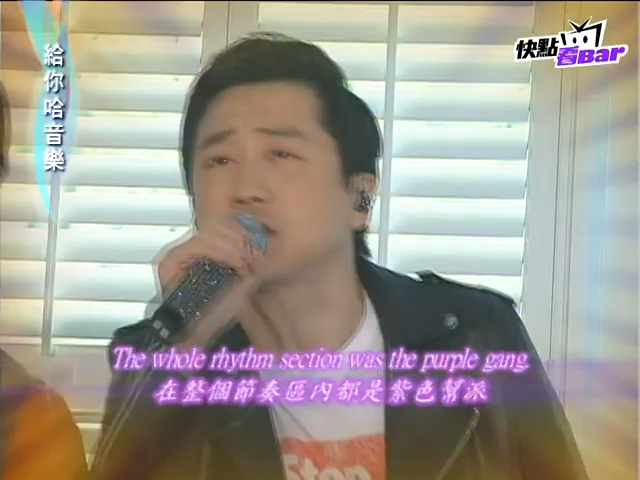 快點
看Bar
給你哈音樂
The whole rhythm section was the purple gang.
在整個節奏區內都是紫色幫派
Stop